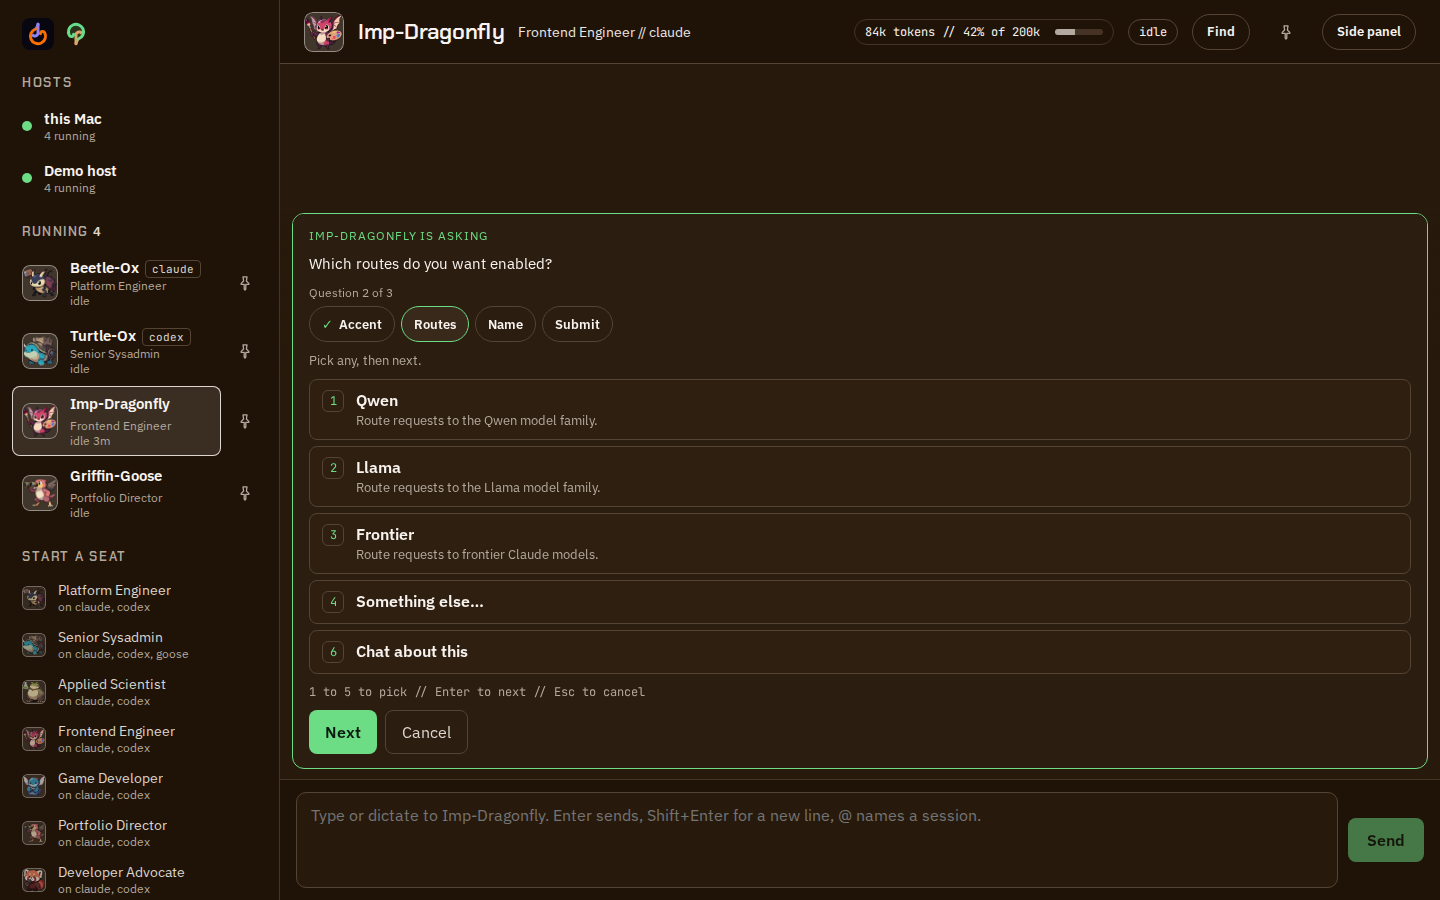 HOSTS
this Mac
4 running
Demo host
4 running
RUNNING 4
Beetle-Ox claude
Platform Engineer
idle
Turtle-Ox codex
Senior Sysadmin
idle
Imp-Dragonfly
Frontend Engineer
idle 3m
Griffin-Goose
Portfolio Director
idle
START A SEAT
Platform Engineer
on claude, codex
Senior Sysadmin
on claude, codex, goose
Applied Scientist
on claude, codex
Frontend Engineer
on claude, codex
Game Developer
on claude, codex
Portfolio Director
on claude, codex
Developer Advocate
on claude, codex
Imp-Dragonfly Frontend Engineer // claude 84k tokens // 42% of 200k idle Find Side panel
IMP-DRAGONFLY IS ASKING
Which routes do you want enabled?
Question 2 of 3
✓ Accent Routes Name Submit
Pick any, then next.
1 Qwen
Route requests to the Qwen model family.
2 Llama
Route requests to the Llama model family.
3 Frontier
Route requests to frontier Claude models.
4 Something else...
6 Chat about this
1 to 5 to pick // Enter to next // Esc to cancel
Next Cancel
Type or dictate to Imp-Dragonfly. Enter sends, Shift+Enter for a new line, @ names a session.
Send